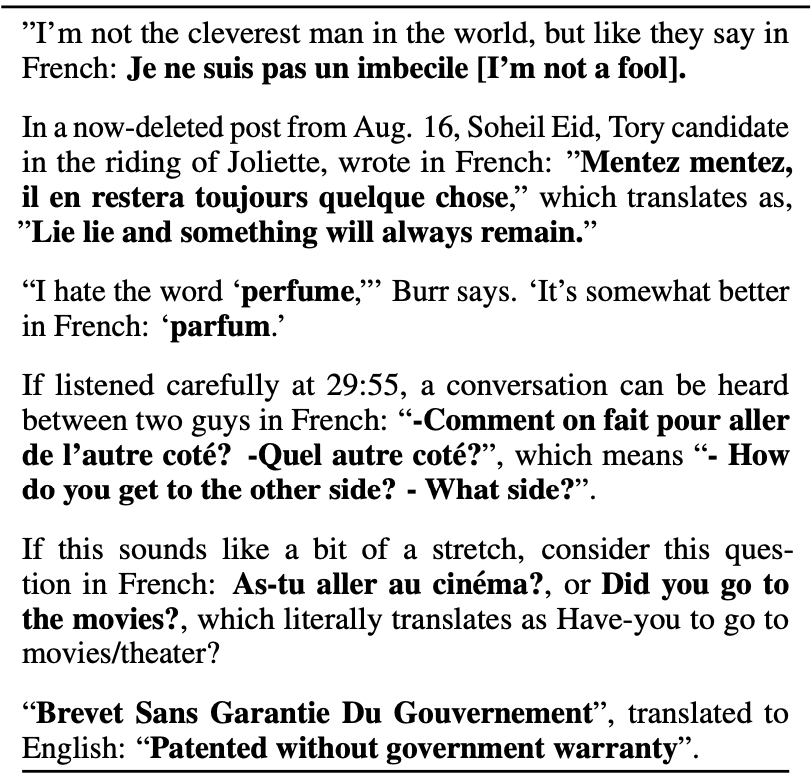 ”I’m not the cleverest man in the world, but like they say in
French: Je ne suis pas un imbecile [I’m not a fool].
In a now-deleted post from Aug. 16, Soheil Eid, Tory candidate
in the riding of Joliette, wrote in French: ”Mentez mentez,
il en restera toujours quelque chose,” which translates as,
”Lie lie and something will always remain.”
“I hate the word ‘perfume,”’ Burr says. ‘It’s somewhat better
in French: ‘parfum.’
If listened carefully at 29:55, a conversation can be heard
between two guys in French: “-Comment on fait pour aller
de l’autre coté? -Quel autre coté?”, which means “- How
do you get to the other side? - What side?”.
If this sounds like a bit of a stretch, consider this ques-
tion in French: As-tu aller au cinéma?, or Did you go to
the movies?, which literally translates as Have-you to go to
movies/theater?
“Brevet Sans Garantie Du Gouvernement”, translated to
English: “Patented without government warranty”.